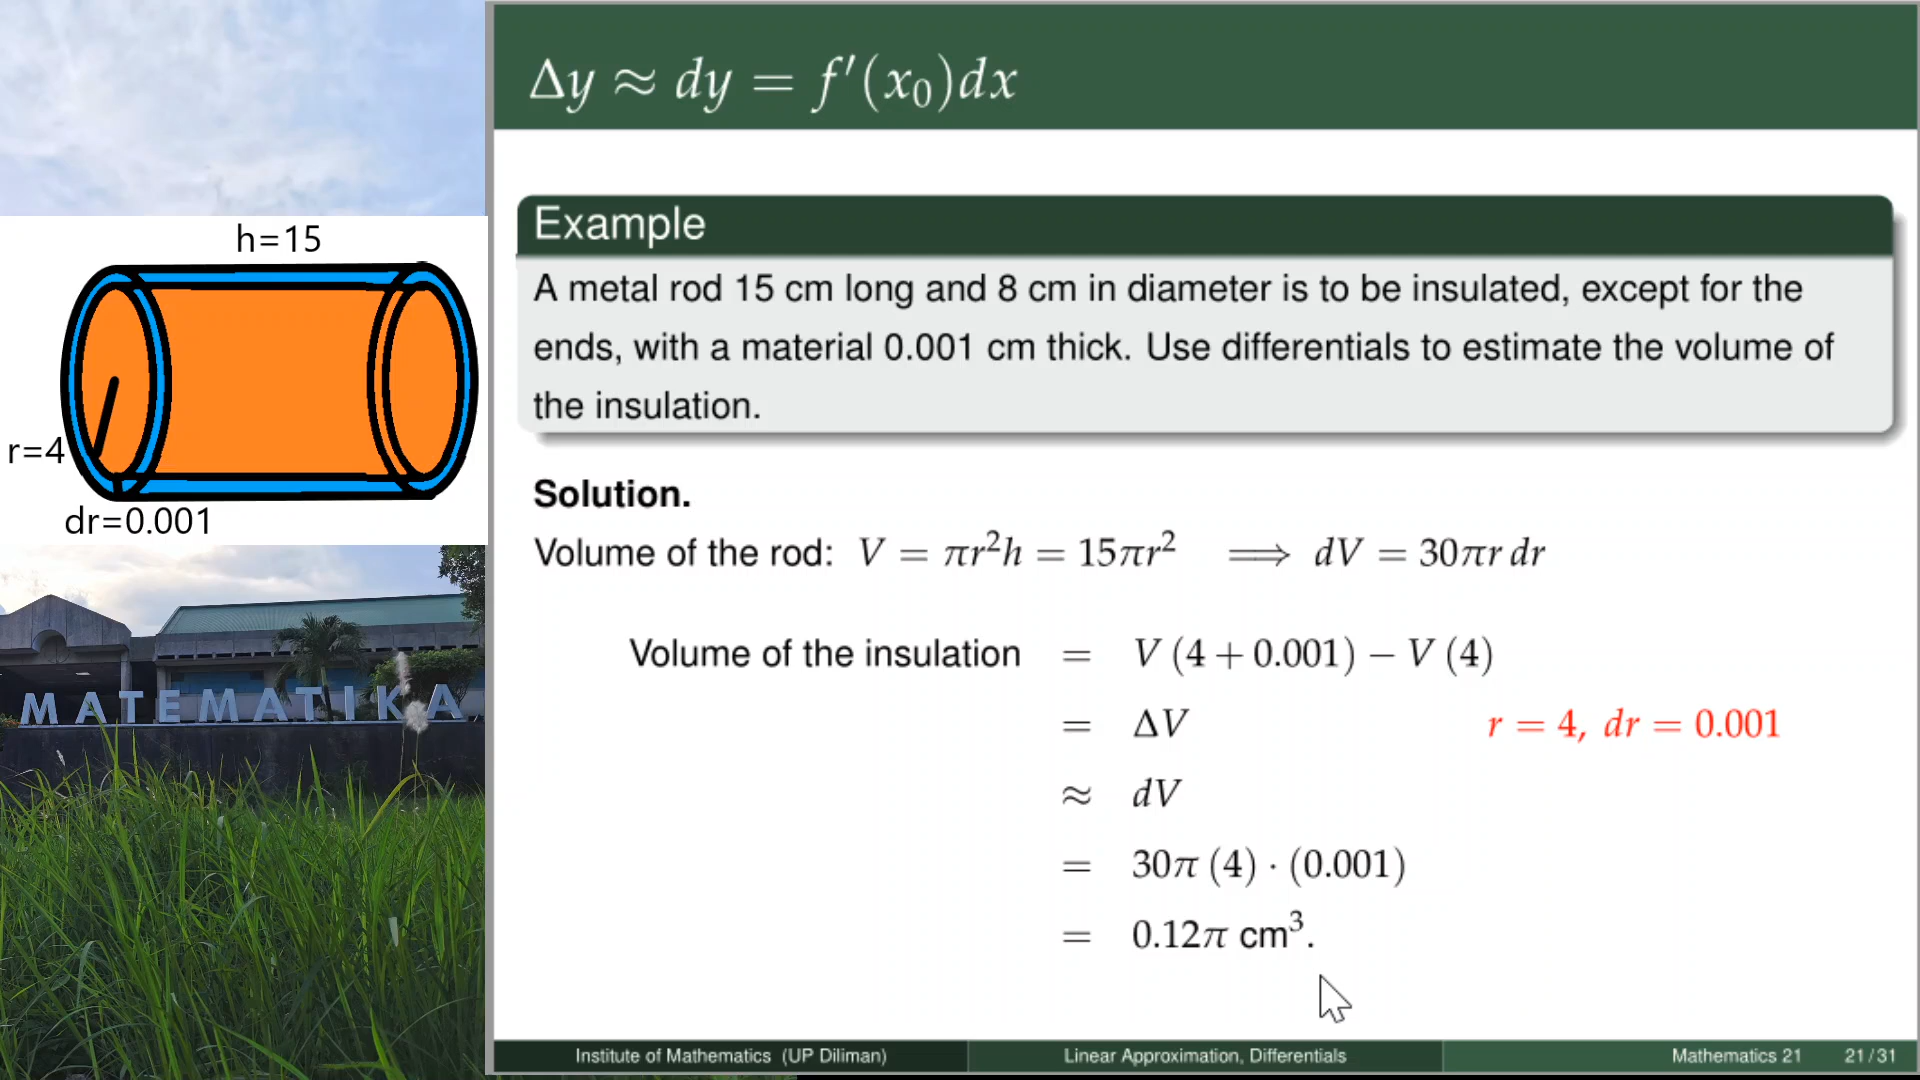 Δy ≈ dy = f′(x₀)dx
h=15
r=4
dr=0.001
MATEMATIKA
Example
A metal rod 15 cm long and 8 cm in diameter is to be insulated, except for the
ends, with a material 0.001 cm thick. Use differentials to estimate the volume of
the insulation.
Solution.
Volume of the rod: V = πr²h = 15πr² ⟹ dV = 30πr dr
Volume of the insulation = V (4 + 0.001) − V (4)
= ΔV r = 4, dr = 0.001
≈ dV
= 30π (4) · (0.001)
= 0.12π cm³.
Institute of Mathematics (UP Diliman) Linear Approximation, Differentials Mathematics 21 21 / 31